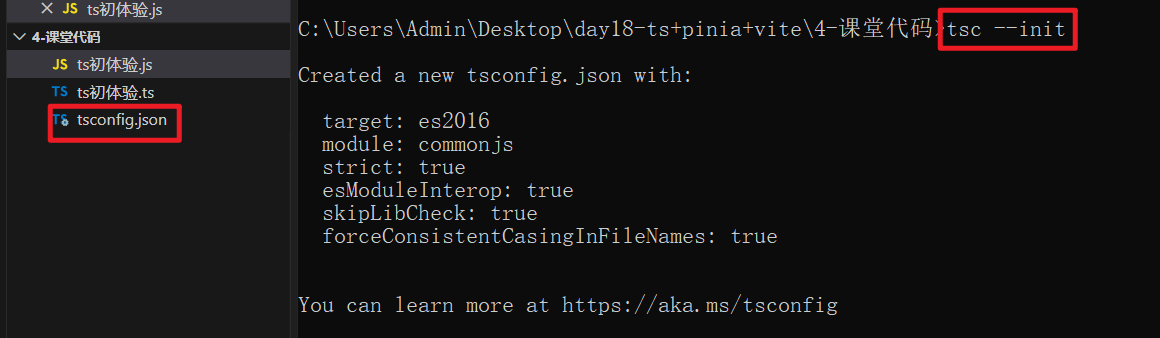 JS ts初体验.js
4-课堂代码
JS ts初体验.js
TS ts初体验.ts
TS tsconfig.json
C:\Users\Admin\Desktop\day18-ts+pinia+vite\4-课堂代码>tsc --init
Created a new tsconfig.json with:
target: es2016
module: commonjs
strict: true
esModuleInterop: true
skipLibCheck: true
forceConsistentCasingInFileNames: true
You can learn more at https://aka.ms/tsconfig